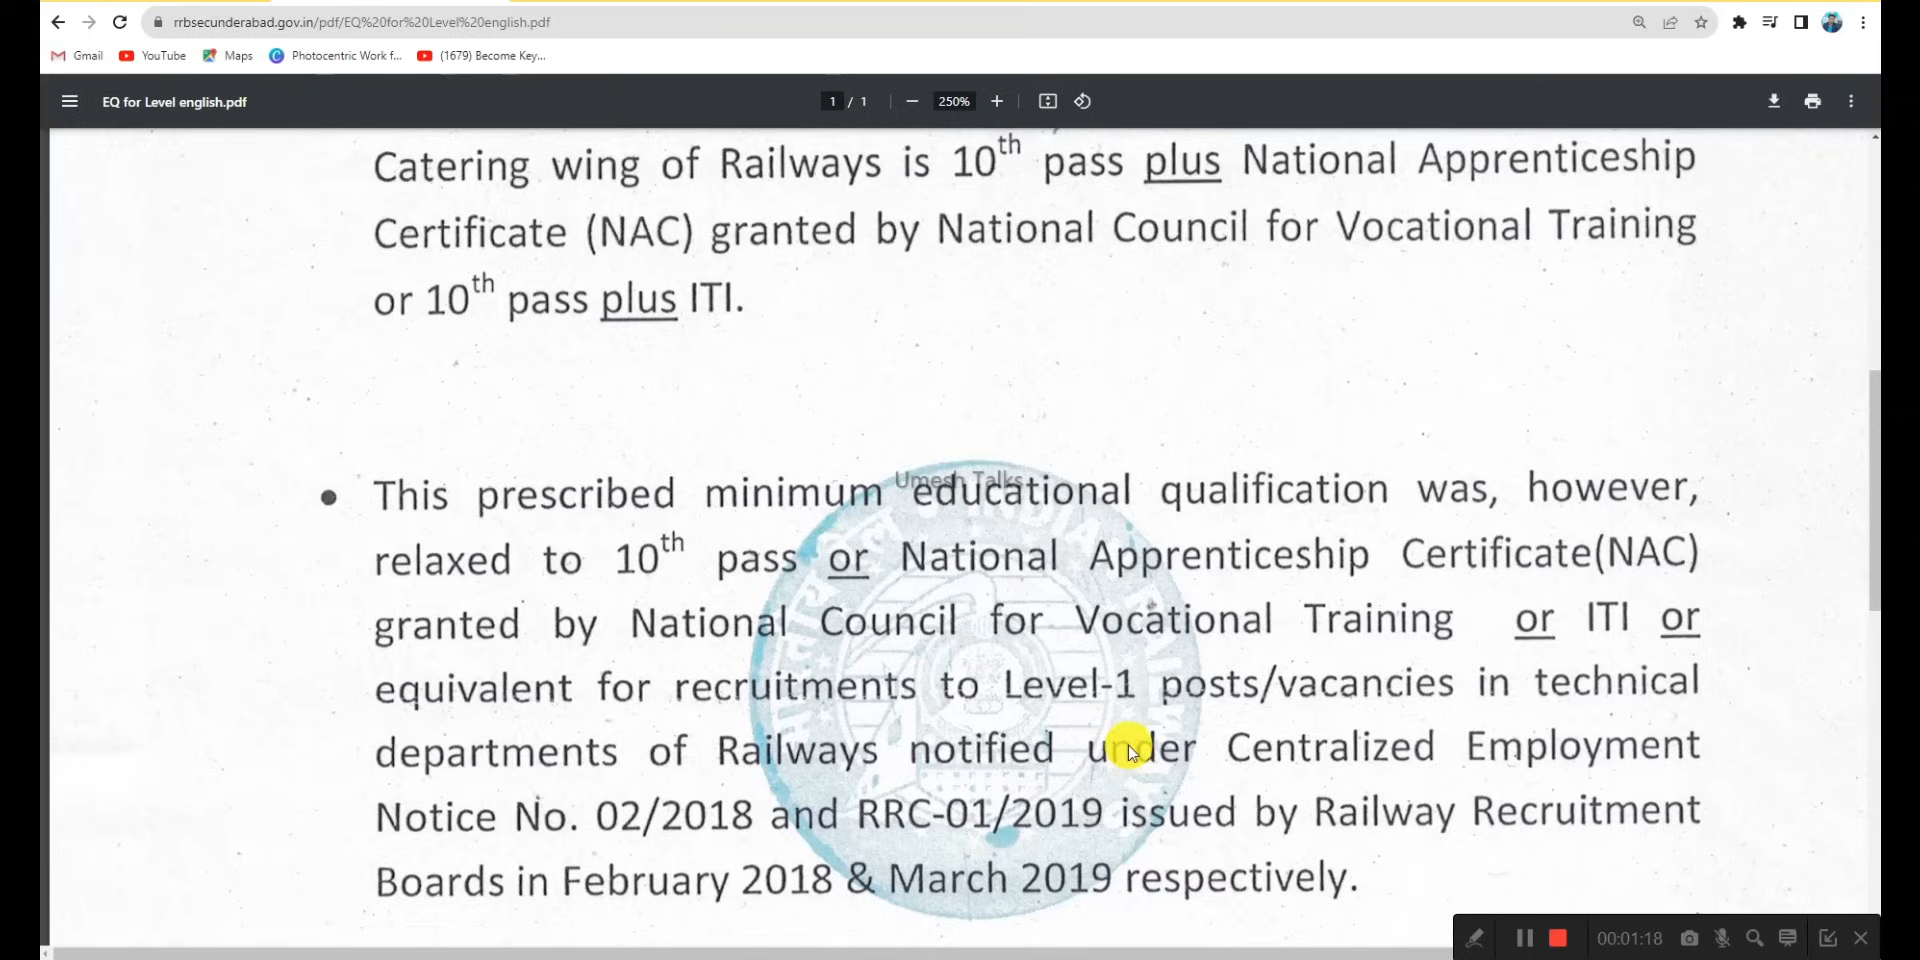 rrbsecunderabad.gov.in/pdf/EQ%20for%20Level%20english.pdf
Gmail YouTube Maps Photocentric Work f... (1679) Become Key...
EQ for Level english.pdf 1 / 1 250%
Catering wing of Railways is 10th pass plus National Apprenticeship
Certificate (NAC) granted by National Council for Vocational Training
or 10th pass plus ITI.
Umesh Talks
• This prescribed minimum educational qualification was, however,
relaxed to 10th pass or National Apprenticeship Certificate(NAC)
granted by National Council for Vocational Training or ITI or
equivalent for recruitments to Level-1 posts/vacancies in technical
departments of Railways notified under Centralized Employment
Notice No. 02/2018 and RRC-01/2019 issued by Railway Recruitment
Boards in February 2018 & March 2019 respectively.
00:01:18